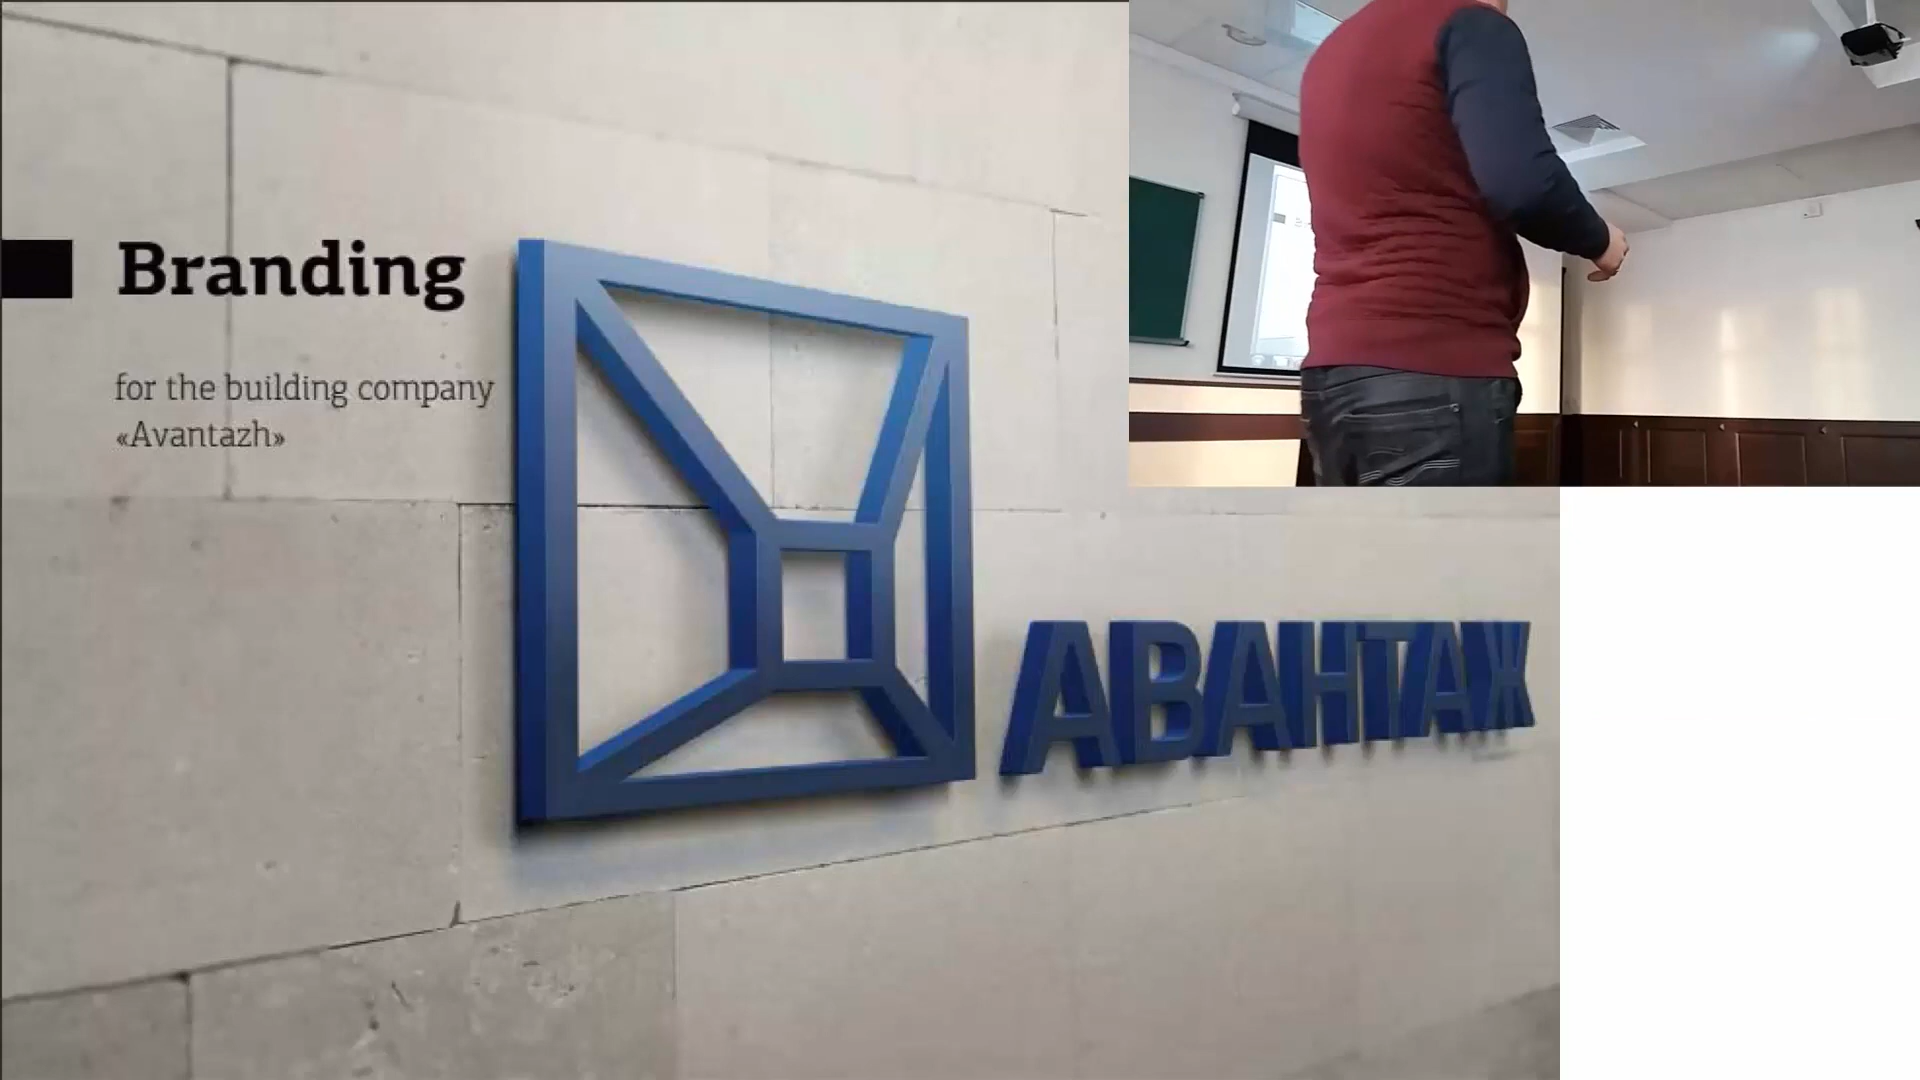 Branding
for the building company
«Avantazh»
АВАНТАЖ